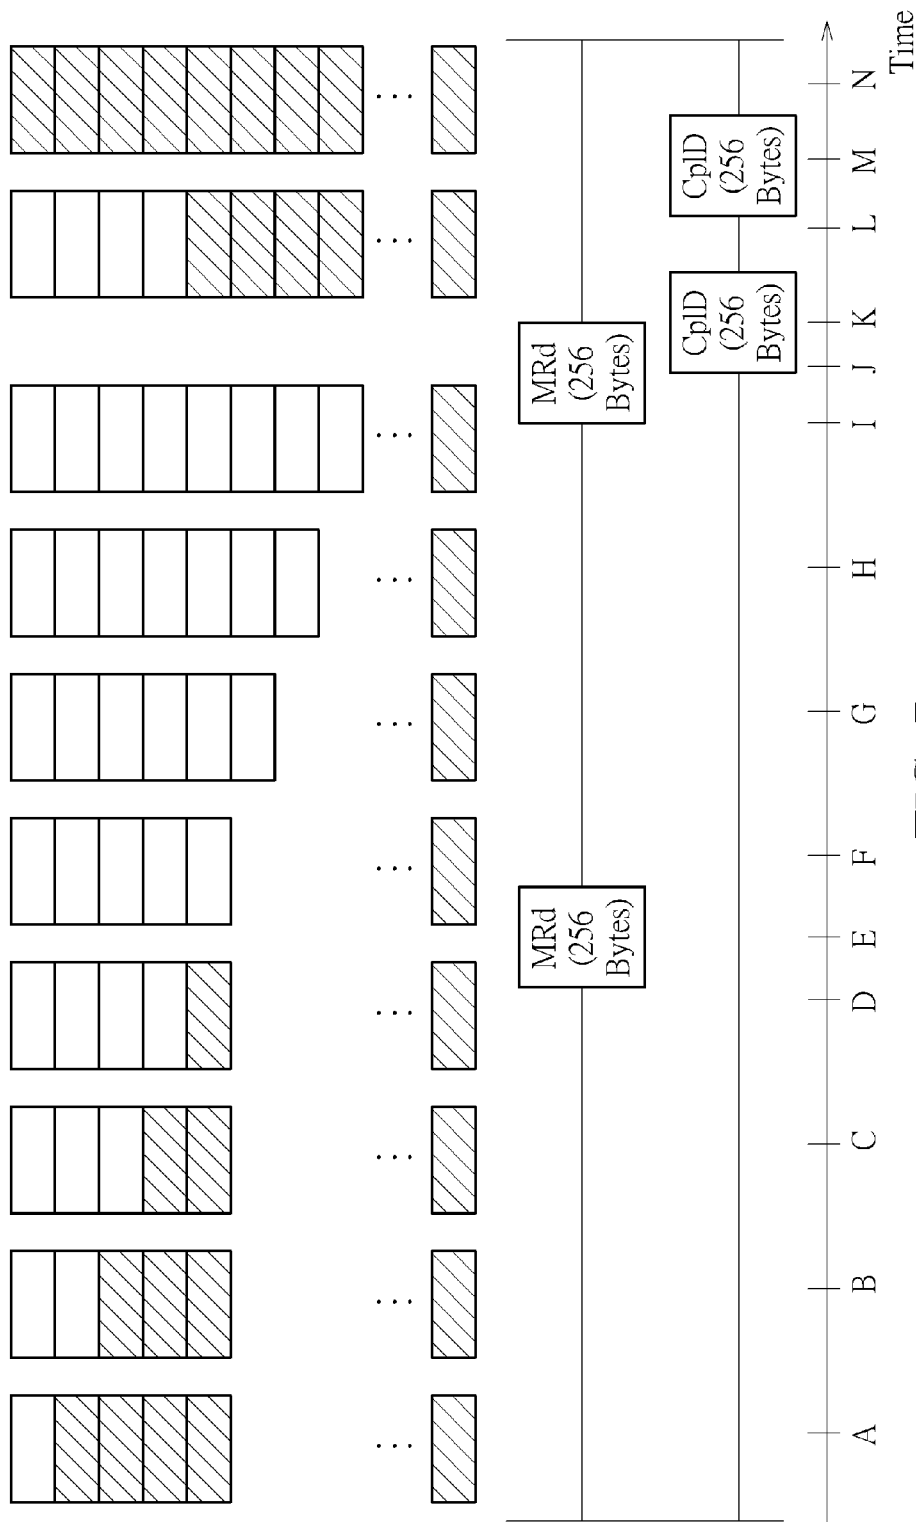 MRd
(256
Bytes)
MRd
(256
Bytes)
CplD
(256
Bytes)
CplD
(256
Bytes)
A
B
C
D
E
F
G
H
I
J
K
L
M
N
Time